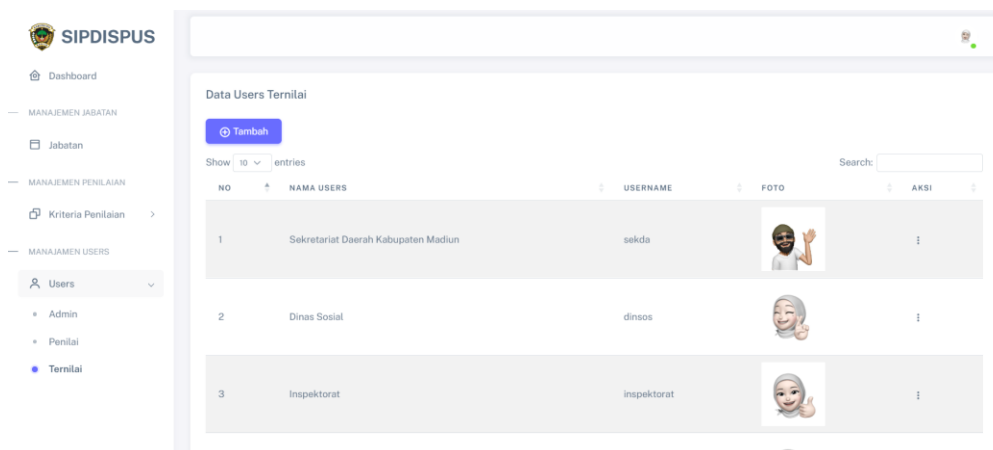 SIPDISPUS
Dashboard
MANAJEMEN JABATAN
Jabatan
MANAJEMEN PENILAIAN
Kriteria Penilaian
MANAJAMEN USERS
Users
Admin
Penilai
Ternilai
Data Users Ternilai
Tambah
Show 10 entries Search:
NO NAMA USERS USERNAME FOTO AKSI
1 Sekretariat Daerah Kabupaten Madiun sekda
2 Dinas Sosial dinsos
3 Inspektorat inspektorat